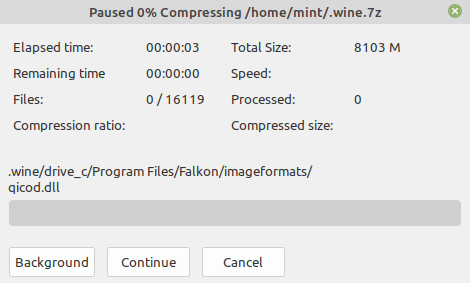 Paused 0% Compressing /home/mint/.wine.7z
Elapsed time: 00:00:03 Total Size: 8103 M
Remaining time 00:00:00 Speed:
Files: 0 / 16119 Processed: 0
Compression ratio: Compressed size:
.wine/drive_c/Program Files/Falkon/imageformats/
qicod.dll
Background Continue Cancel